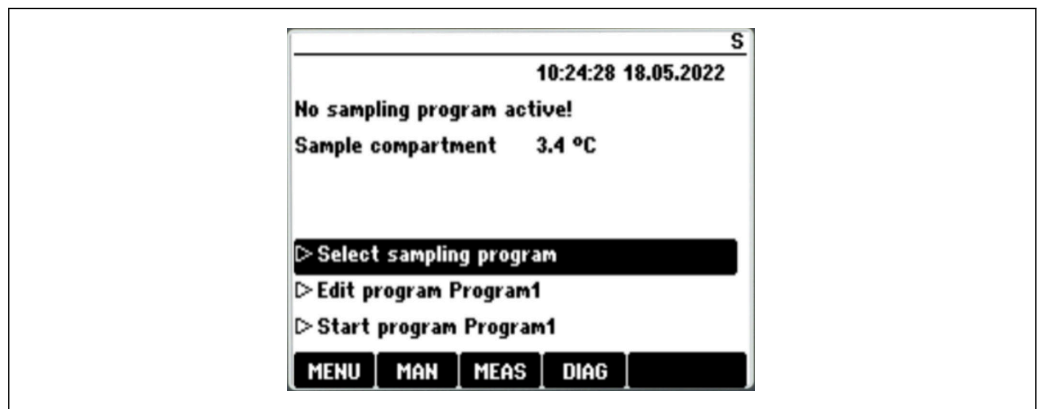 S
10:24:28 18.05.2022
No sampling program active!
Sample compartment 3.4 °C
▷ Select sampling program
▷ Edit program Program1
▷ Start program Program1
MENU MAN MEAS DIAG